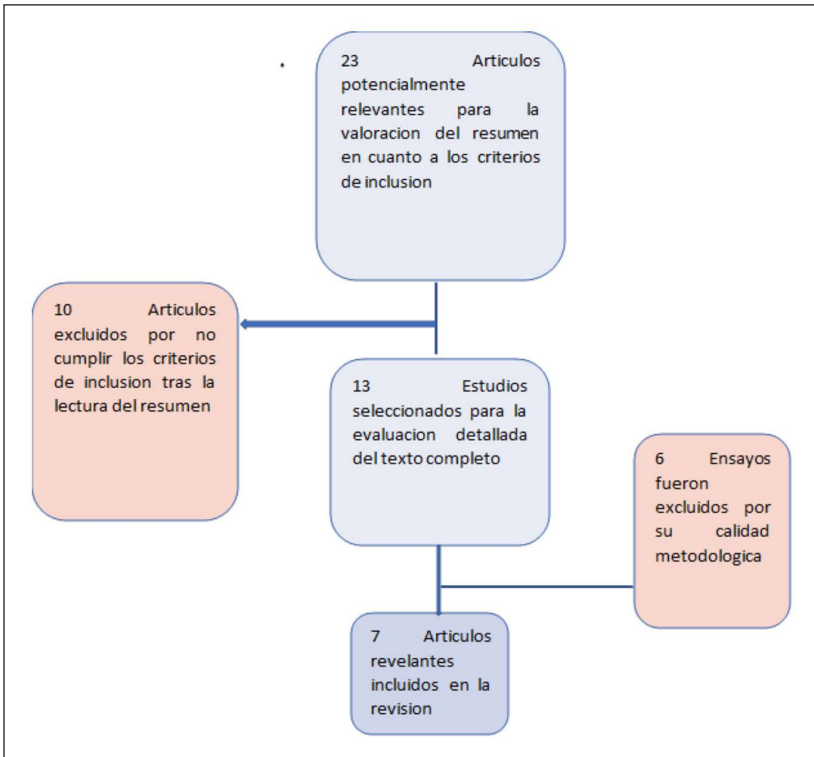 23 Articulos
potencialmente
relevantes para la
valoracion del resumen
en cuanto a los criterios
de inclusion
10 Articulos
excluidos por no
cumplir los criterios
de inclusion tras la
lectura del resumen
13 Estudios
seleccionados para la
evaluacion detallada
del texto completo
6 Ensayos
fueron
excluidos por
su calidad
metodologica
7 Articulos
revelantes
incluidos en la
revision